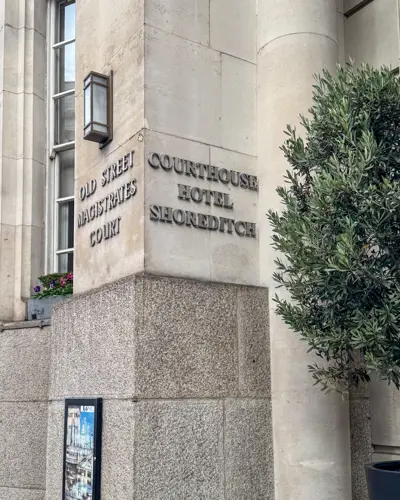 OLD STREET
MAGISTRATES
COURT
COURTHOUSE
HOTEL
SHOREDITCH